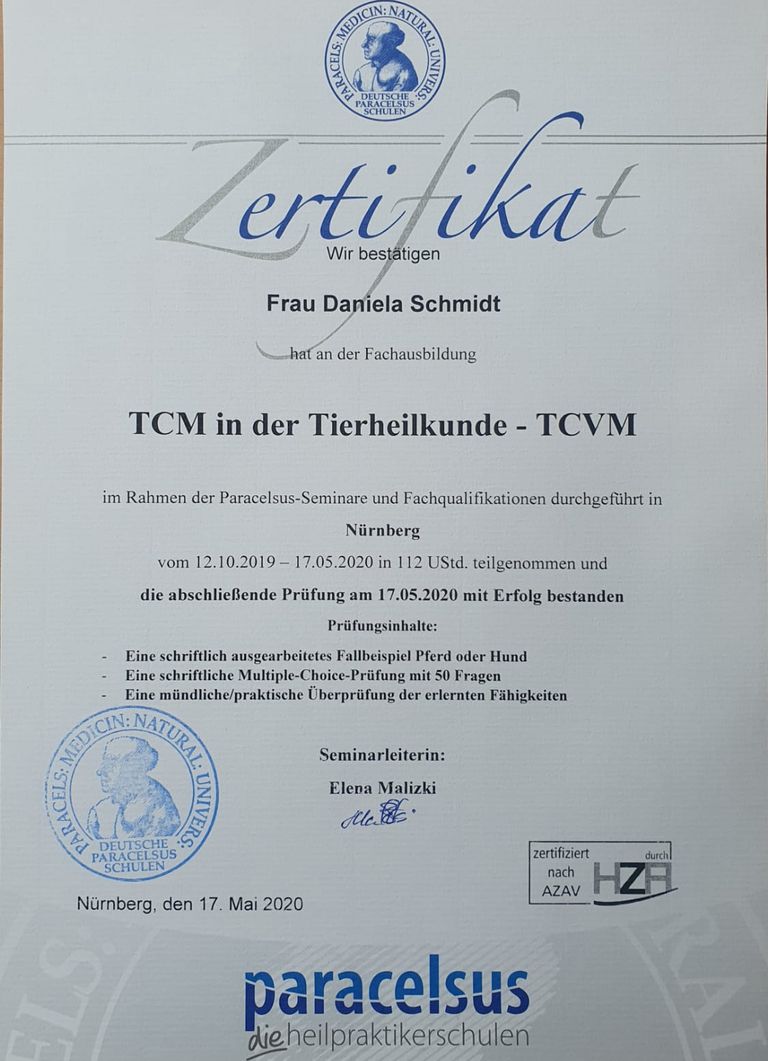 PARACELS: MEDICIN: NATURAL: UNIVERS:
DEUTSCHE
PARACELSUS
SCHULEN
Zertifikat
Wir bestätigen
Frau Daniela Schmidt
hat an der Fachausbildung
TCM in der Tierheilkunde - TCVM
im Rahmen der Paracelsus-Seminare und Fachqualifikationen durchgeführt in
Nürnberg
vom 12.10.2019 – 17.05.2020 in 112 UStd. teilgenommen und
die abschließende Prüfung am 17.05.2020 mit Erfolg bestanden
Prüfungsinhalte:
- Eine schriftlich ausgearbeitetes Fallbeispiel Pferd oder Hund
- Eine schriftliche Multiple-Choice-Prüfung mit 50 Fragen
- Eine mündliche/praktische Überprüfung der erlernten Fähigkeiten
Seminarleiterin:
Elena Malizki
PARACELS: MEDICIN: NATURAL: UNIVERS:
DEUTSCHE
PARACELSUS
SCHULEN
zertifiziert
nach
AZAV
durch
HZA
Nürnberg, den 17. Mai 2020
paracelsus
die heilpraktikerschulen